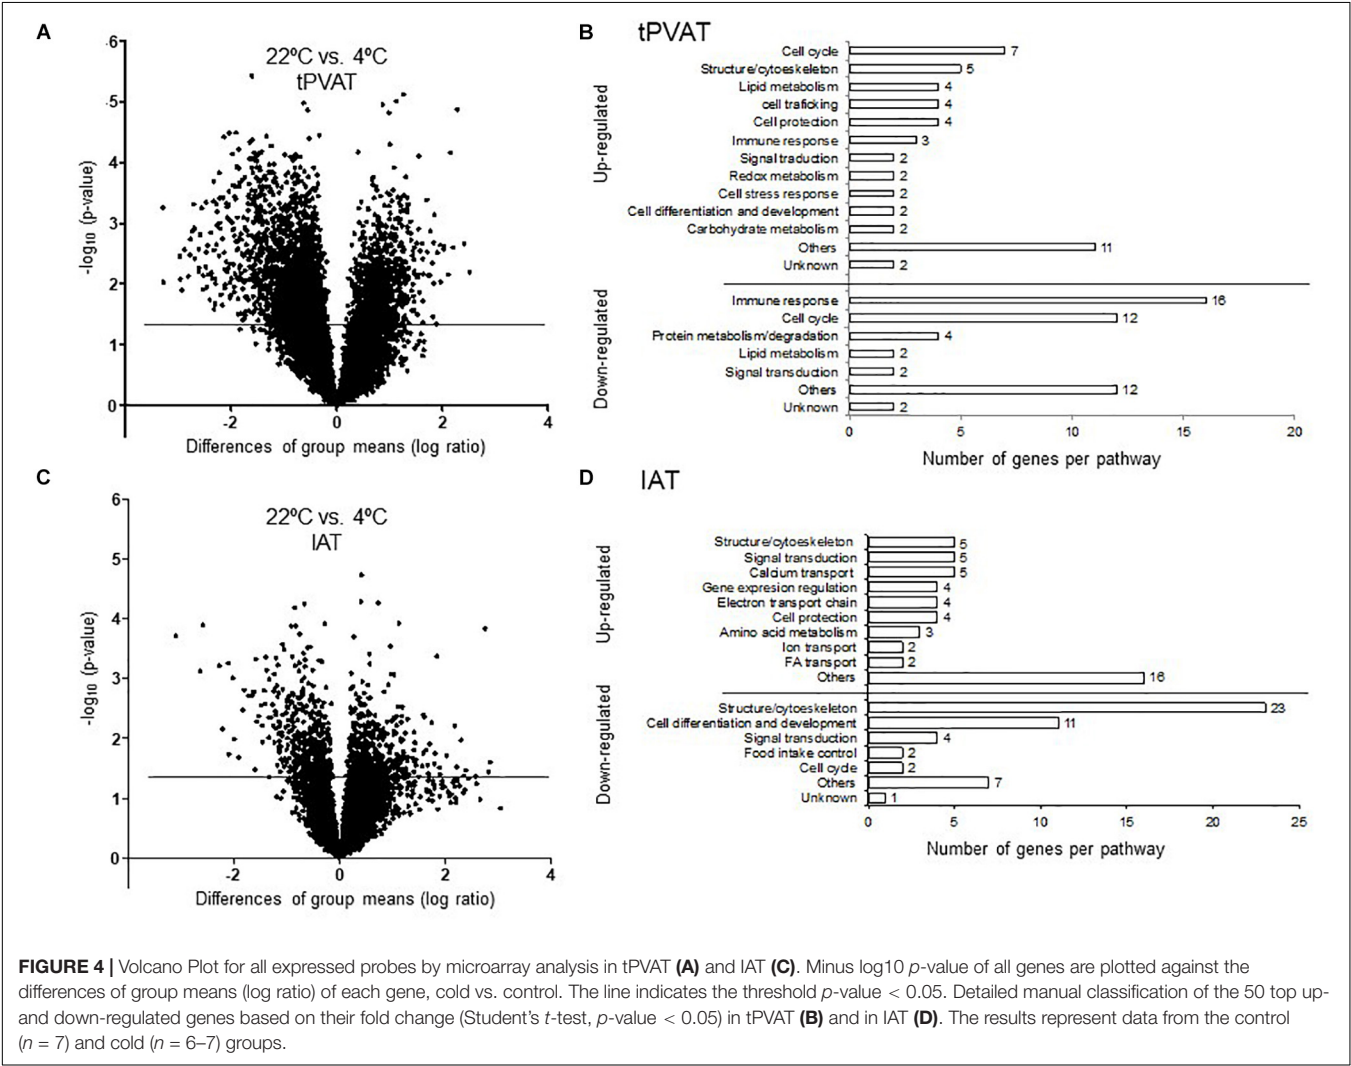 A
22ºC vs. 4ºC
tPVAT
6
5
4
3
2
1
0
-log10 (p-value)
-2
0
2
4
Differences of group means (log ratio)
B
tPVAT
Up-regulated
Cell cycle 7
Structure/cytoeskeleton 5
Lipid metabolism 4
cell traficking 4
Cell protection 4
Immune response 3
Signal traduction 2
Redox metabolism 2
Cell stress response 2
Cell differentiation and development 2
Carbohydrate metabolism 2
Others 11
Unknown 2
Down-regulated
Immune response 16
Cell cycle 12
Protein metabolism/degradation 4
Lipid metabolism 2
Signal transduction 2
Others 12
Unknown 2
0 5 10 15 20
Number of genes per pathway
C
22ºC vs. 4ºC
IAT
6
5
4
3
2
1
0
-log10 (p-value)
-2
0
2
4
Differences of group means (log ratio)
D
IAT
Up-regulated
Structure/cytoeskeleton 5
Signal transduction 5
Calcium transport 5
Gene expresion regulation 4
Electron transport chain 4
Cell protection 4
Amino acid metabolism 3
Ion transport 2
FA transport 2
Others 16
Down-regulated
Structure/cytoeskeleton 23
Cell differentiation and development 11
Signal transduction 4
Food intake control 2
Cell cycle 2
Others 7
Unknown 1
0 5 10 15 20 25
Number of genes per pathway
FIGURE 4 | Volcano Plot for all expressed probes by microarray analysis in tPVAT (A) and IAT (C). Minus log10 p-value of all genes are plotted against the
differences of group means (log ratio) of each gene, cold vs. control. The line indicates the threshold p-value < 0.05. Detailed manual classification of the 50 top up-
and down-regulated genes based on their fold change (Student's t-test, p-value < 0.05) in tPVAT (B) and in IAT (D). The results represent data from the control
(n = 7) and cold (n = 6–7) groups.